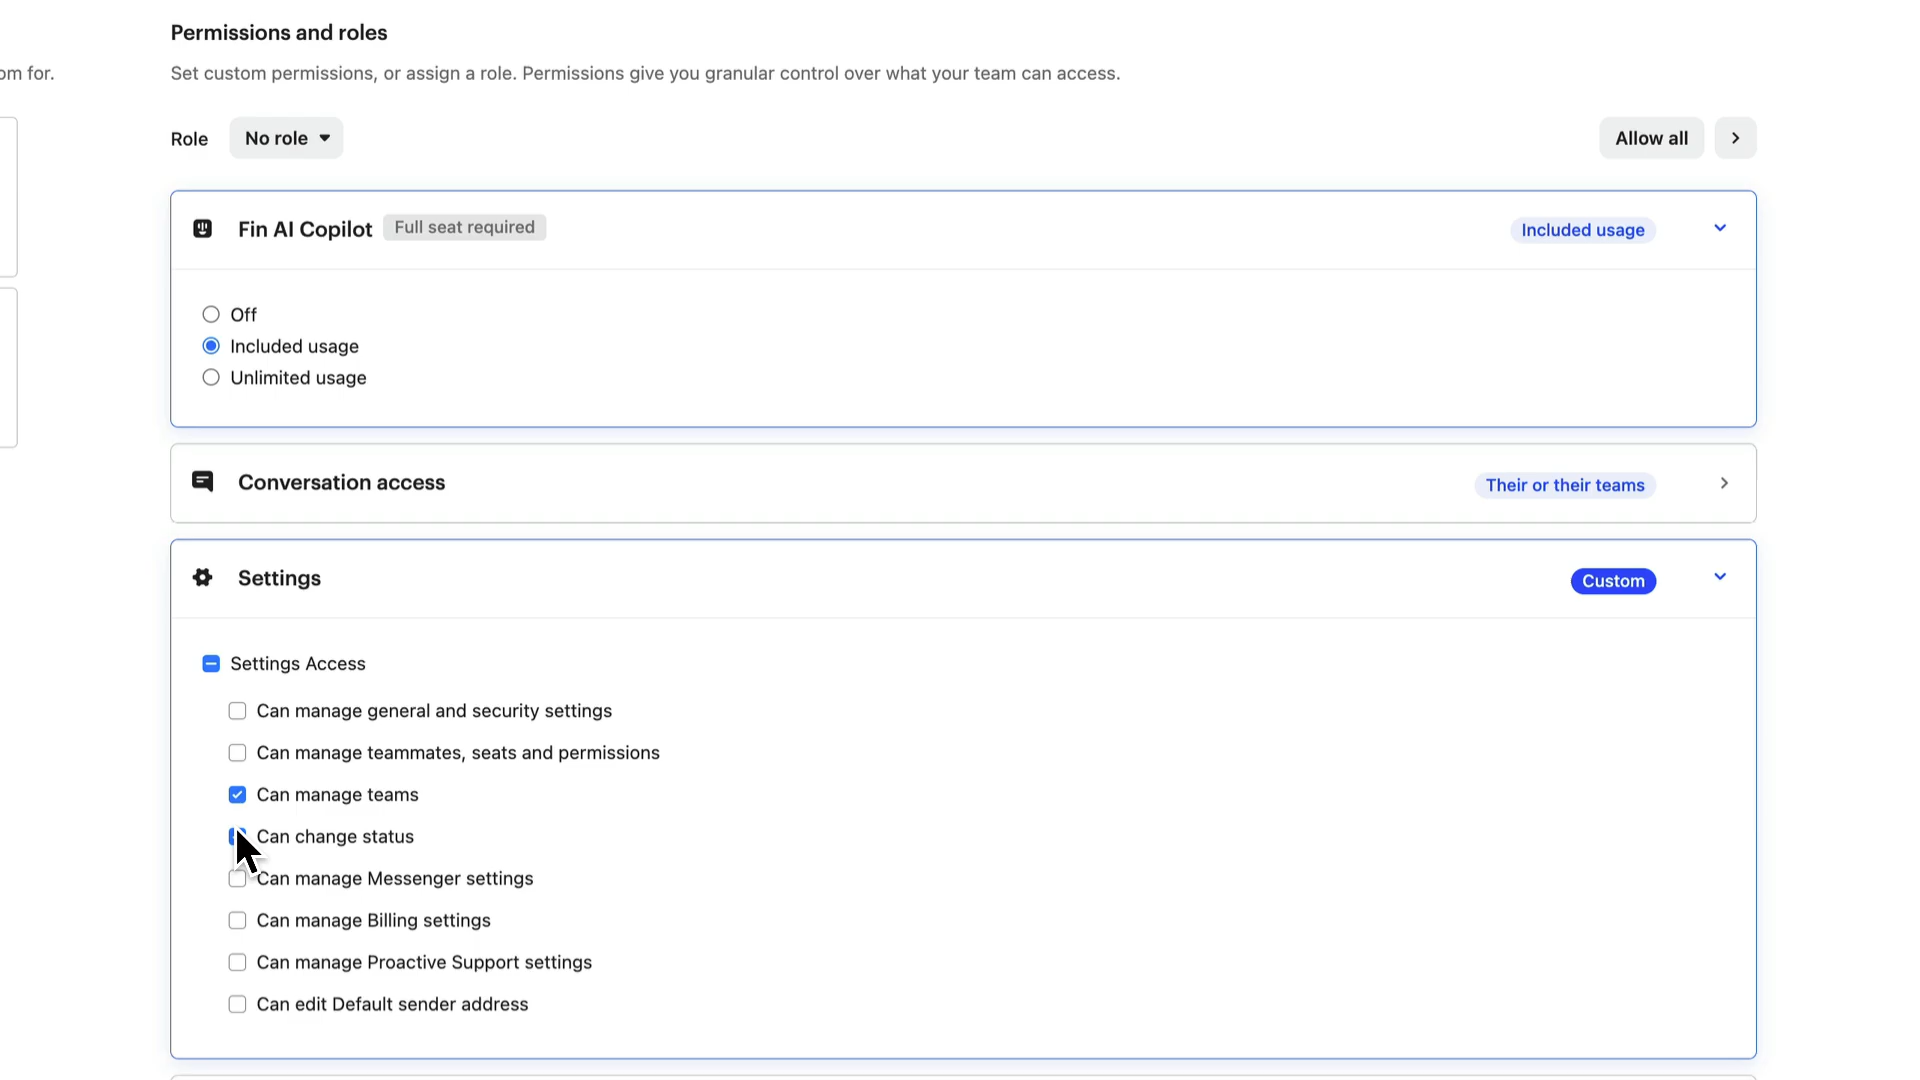 Permissions and roles
om for.
Set custom permissions, or assign a role. Permissions give you granular control over what your team can access.
Role
No role
Allow all
Fin AI Copilot
Full seat required
Included usage
Off
Included usage
Unlimited usage
Conversation access
Their or their teams
Settings
Custom
Settings Access
Can manage general and security settings
Can manage teammates, seats and permissions
Can manage teams
Can change status
Can manage Messenger settings
Can manage Billing settings
Can manage Proactive Support settings
Can edit Default sender address